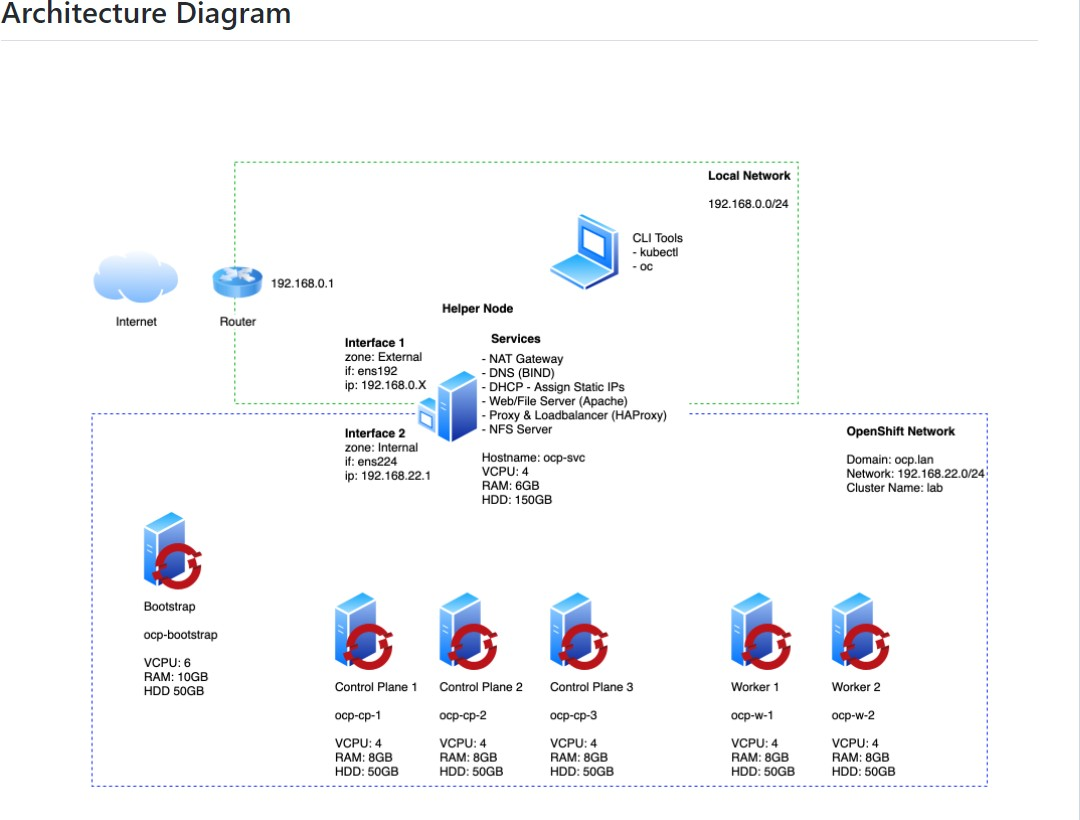 Architecture Diagram
Local Network
192.168.0.0/24
CLI Tools
- kubectl
- oc
192.168.0.1
Internet
Router
Helper Node
Interface 1
zone: External
if: ens192
ip: 192.168.0.X
Services
- NAT Gateway
- DNS (BIND)
- DHCP - Assign Static IPs
- Web/File Server (Apache)
- Proxy & Loadbalancer (HAProxy)
- NFS Server
Interface 2
zone: Internal
if: ens224
ip: 192.168.22.1
Hostname: ocp-svc
VCPU: 4
RAM: 6GB
HDD: 150GB
OpenShift Network
Domain: ocp.lan
Network: 192.168.22.0/24
Cluster Name: lab
Bootstrap
ocp-bootstrap
VCPU: 6
RAM: 10GB
HDD 50GB
Control Plane 1
ocp-cp-1
VCPU: 4
RAM: 8GB
HDD: 50GB
Control Plane 2
ocp-cp-2
VCPU: 4
RAM: 8GB
HDD: 50GB
Control Plane 3
ocp-cp-3
VCPU: 4
RAM: 8GB
HDD: 50GB
Worker 1
ocp-w-1
VCPU: 4
RAM: 8GB
HDD: 50GB
Worker 2
ocp-w-2
VCPU: 4
RAM: 8GB
HDD: 50GB